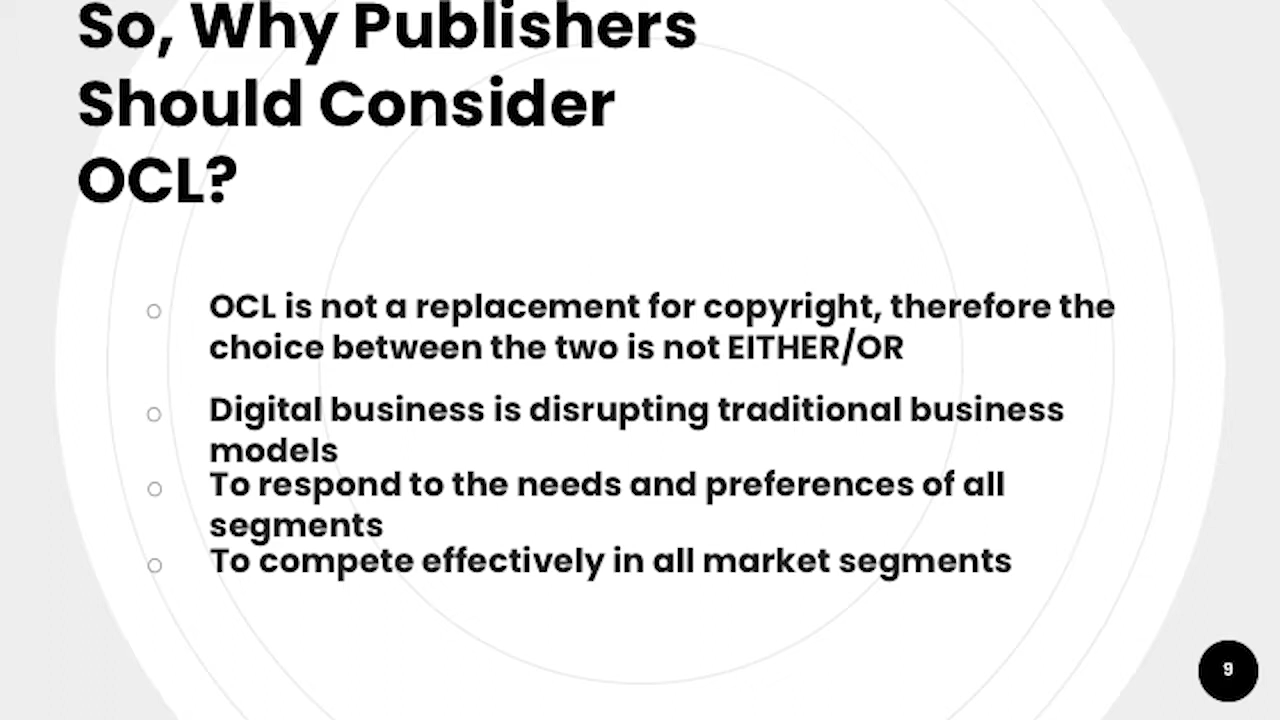 So, Why Publishers
Should Consider
OCL?
OCL is not a replacement for copyright, therefore the
choice between the two is not EITHER/OR
Digital business is disrupting traditional business
models
To respond to the needs and preferences of all
segments
To compete effectively in all market segments
9